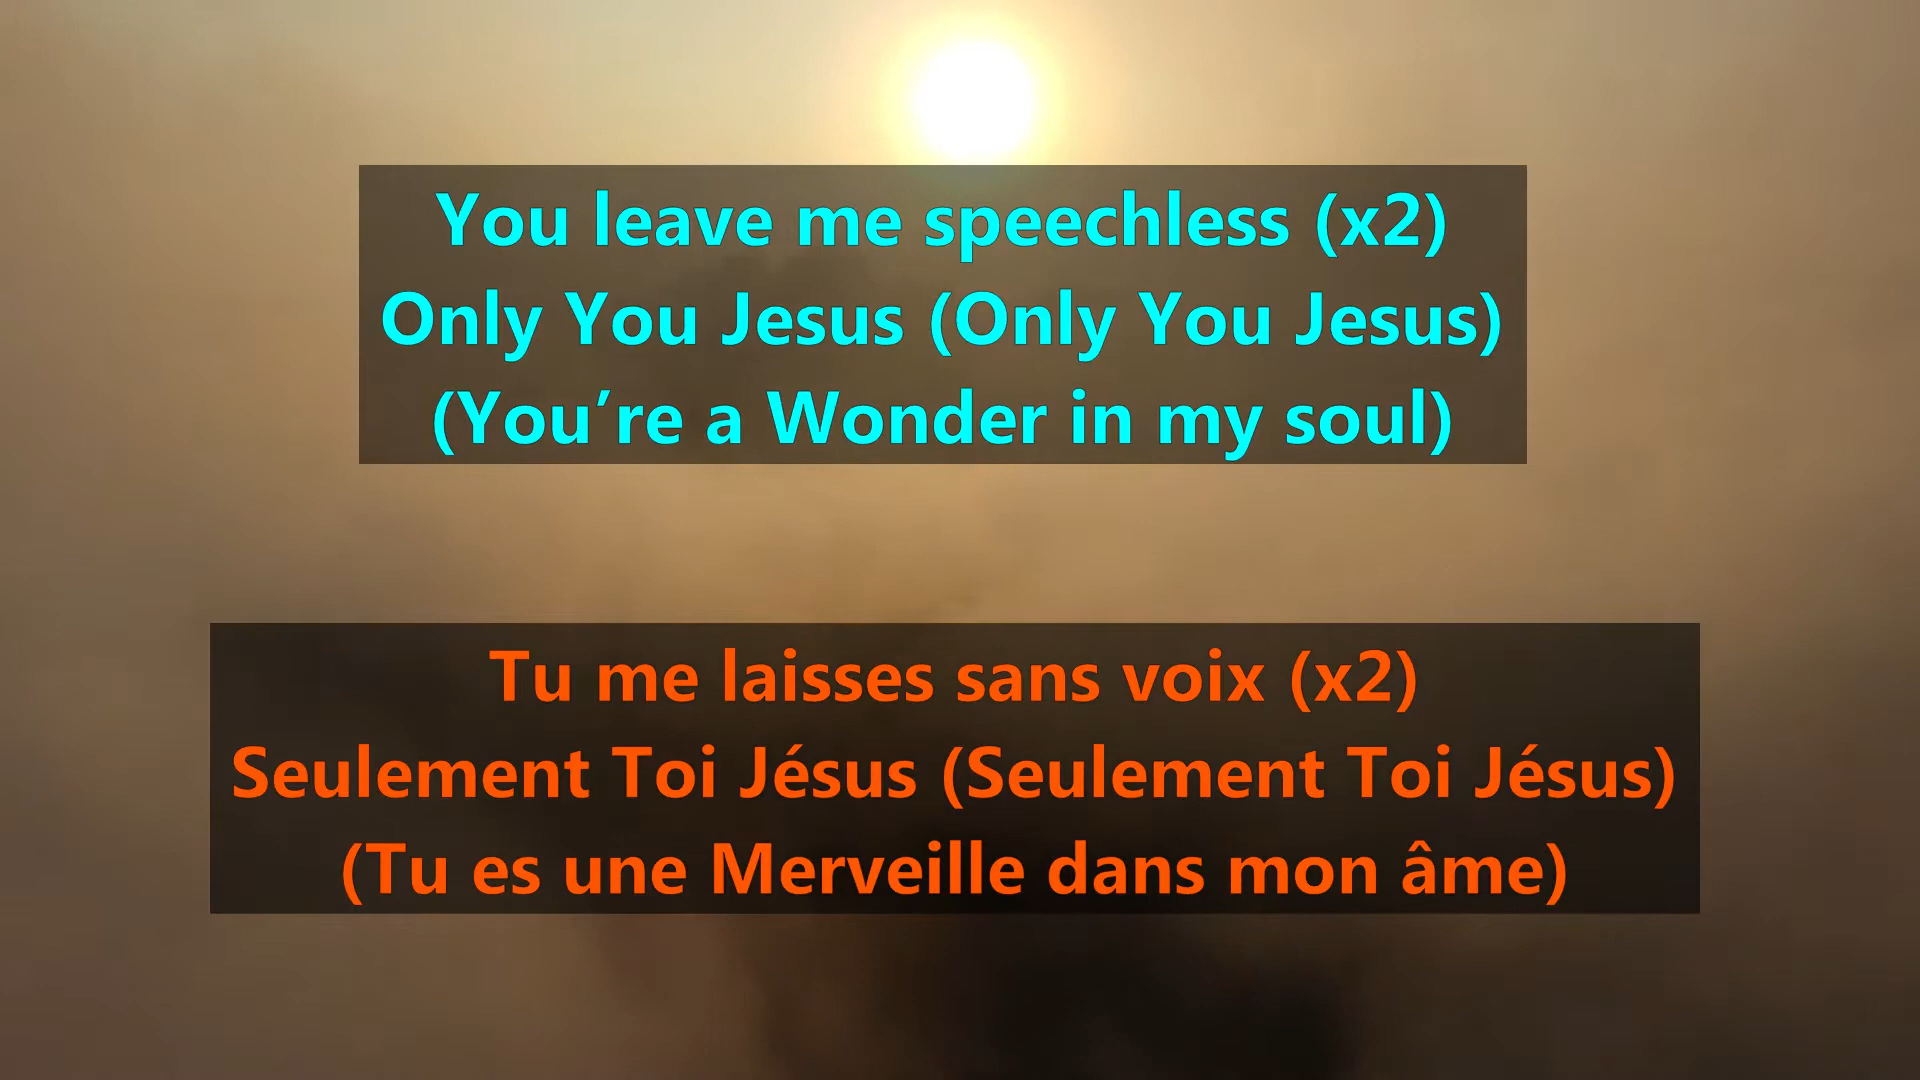 You leave me speechless (x2)
Only You Jesus (Only You Jesus)
(You’re a Wonder in my soul)
Tu me laisses sans voix (x2)
Seulement Toi Jésus (Seulement Toi Jésus)
(Tu es une Merveille dans mon âme)